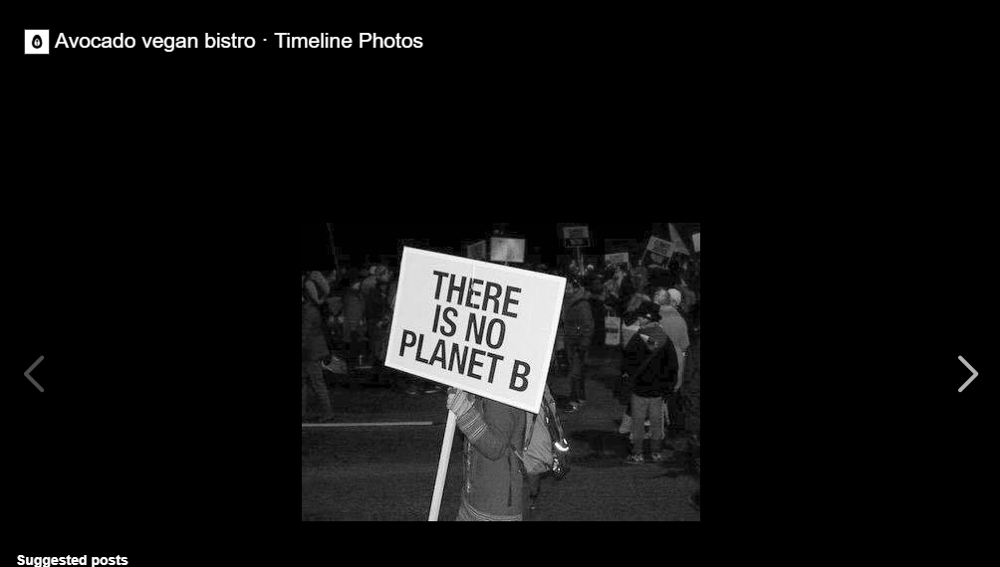 Avocado vegan bistro · Timeline Photos
THERE
IS NO
PLANET B
Suggested posts